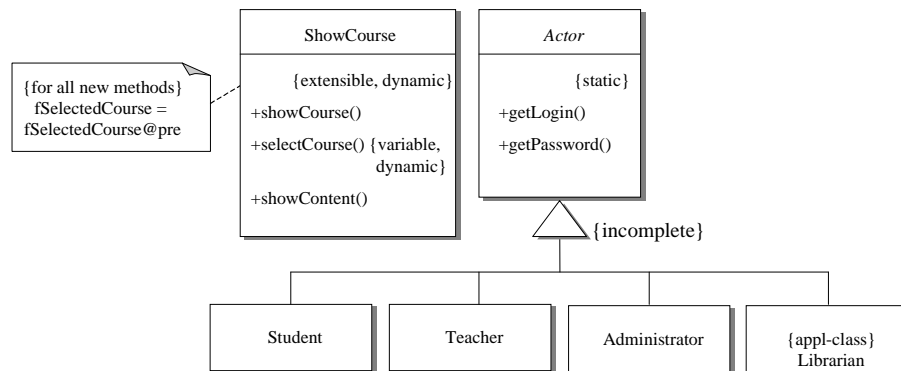 {for all new methods}
fSelectedCourse =
fSelectedCourse@pre
ShowCourse
{extensible, dynamic}
+showCourse()
+selectCourse() {variable,
dynamic}
+showContent()
Actor
{static}
+getLogin()
+getPassword()
{incomplete}
Student
Teacher
Administrator
{appl-class}
Librarian